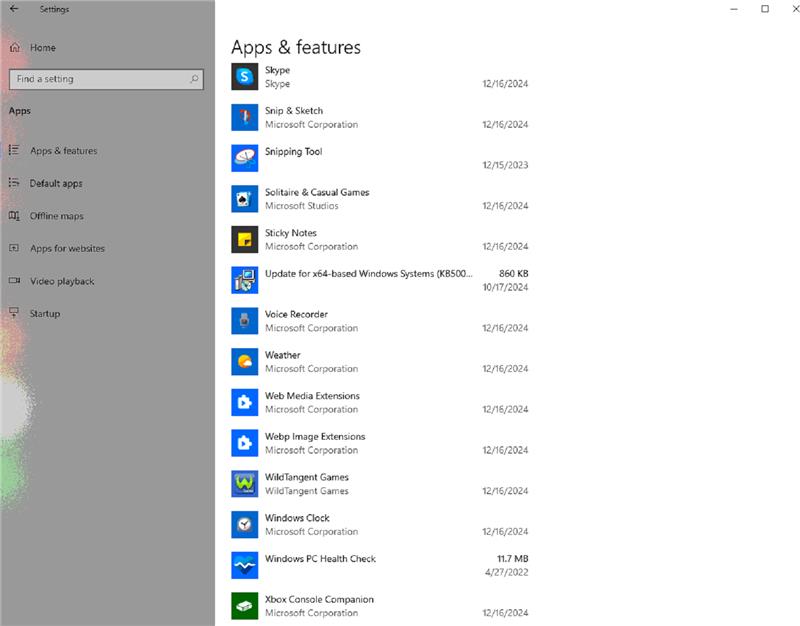 Settings
Home
Find a setting
Apps
Apps & features
Default apps
Offline maps
Apps for websites
Video playback
Startup
Apps & features
Skype
Skype 12/16/2024
Snip & Sketch
Microsoft Corporation 12/16/2024
Snipping Tool
12/15/2023
Solitaire & Casual Games
Microsoft Studios 12/16/2024
Sticky Notes
Microsoft Corporation 12/16/2024
Update for x64-based Windows Systems (KB500... 860 KB
10/17/2024
Voice Recorder
Microsoft Corporation 12/16/2024
Weather
Microsoft Corporation 12/16/2024
Web Media Extensions
Microsoft Corporation 12/16/2024
Webp Image Extensions
Microsoft Corporation 12/16/2024
WildTangent Games
WildTangent Games 12/16/2024
Windows Clock
Microsoft Corporation 12/16/2024
Windows PC Health Check 11.7 MB
4/27/2022
Xbox Console Companion
Microsoft Corporation 12/16/2024